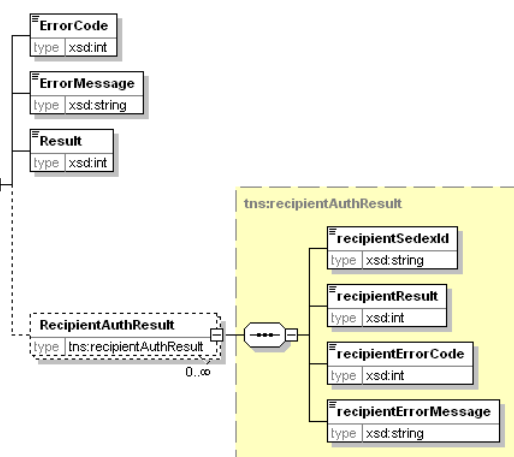 ErrorCode
type xsd:int
ErrorMessage
type xsd:string
Result
type xsd:int
tns:recipientAuthResult
recipientSedexId
type xsd:string
recipientResult
type xsd:int
RecipientAuthResult
type tns:recipientAuthResult
0..∞
recipientErrorCode
type xsd:int
recipientErrorMessage
type xsd:string